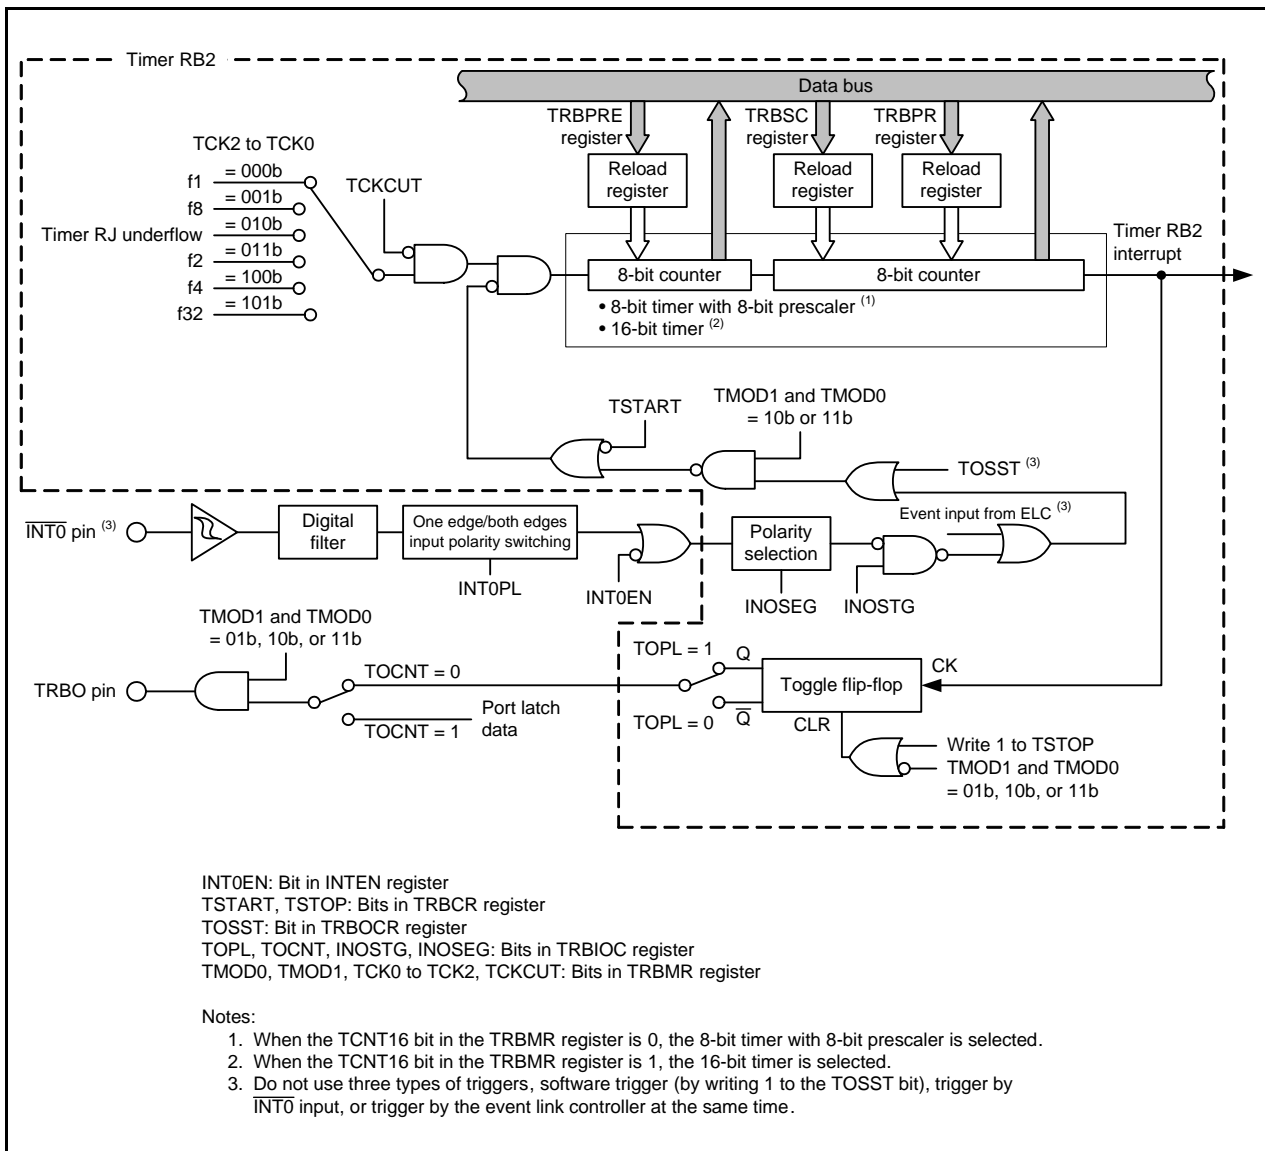 Timer RB2
Data bus
TRBPRE
register
TRBSC
register
TRBPR
register
TCK2 to TCK0
f1
= 000b
f8
= 001b
Timer RJ underflow
= 010b
f2
= 011b
f4
= 100b
f32
= 101b
TCKCUT
Reload
register
Reload
register
Reload
register
Timer RB2
interrupt
8-bit counter
8-bit counter
• 8-bit timer with 8-bit prescaler (1)
• 16-bit timer (2)
TSTART
TMOD1 and TMOD0
= 10b or 11b
TOSST (3)
Event input from ELC (3)
INT0 pin (3)
Digital
filter
One edge/both edges
input polarity switching
INT0PL
INT0EN
Polarity
selection
INOSEG
INOSTG
TMOD1 and TMOD0
= 01b, 10b, or 11b
TRBO pin
TOCNT = 0
TOCNT = 1
Port latch
data
TOPL = 1
TOPL = 0
Q
Q
Toggle flip-flop
CK
CLR
Write 1 to TSTOP
TMOD1 and TMOD0
= 01b, 10b, or 11b
INT0EN: Bit in INTEN register
TSTART, TSTOP: Bits in TRBCR register
TOSST: Bit in TRBOCR register
TOPL, TOCNT, INOSTG, INOSEG: Bits in TRBIOC register
TMOD0, TMOD1, TCK0 to TCK2, TCKCUT: Bits in TRBMR register
Notes:
1. When the TCNT16 bit in the TRBMR register is 0, the 8-bit timer with 8-bit prescaler is selected.
2. When the TCNT16 bit in the TRBMR register is 1, the 16-bit timer is selected.
3. Do not use three types of triggers, software trigger (by writing 1 to the TOSST bit), trigger by
INT0 input, or trigger by the event link controller at the same time.